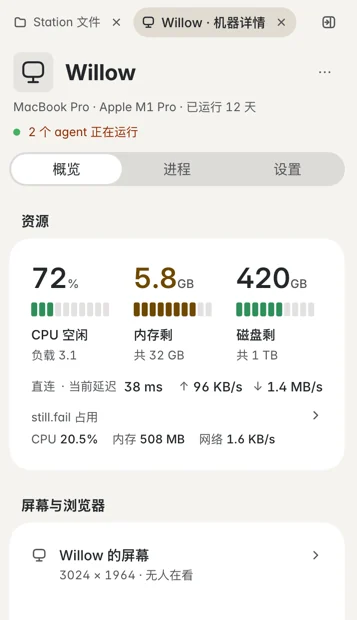 Station 文件
Willow · 机器详情
Willow
MacBook Pro · Apple M1 Pro · 已运行 12 天
2 个 agent 正在运行
概览 进程 设置
资源
72% 5.8GB 420GB
CPU 空闲 内存剩 磁盘剩
负载 3.1 共 32 GB 共 1 TB
直连 · 当前延迟 38 ms ↑ 96 KB/s ↓ 1.4 MB/s
still.fail 占用
CPU 20.5% 内存 508 MB 网络 1.6 KB/s
屏幕与浏览器
Willow 的屏幕
3024 × 1964 · 无人在看